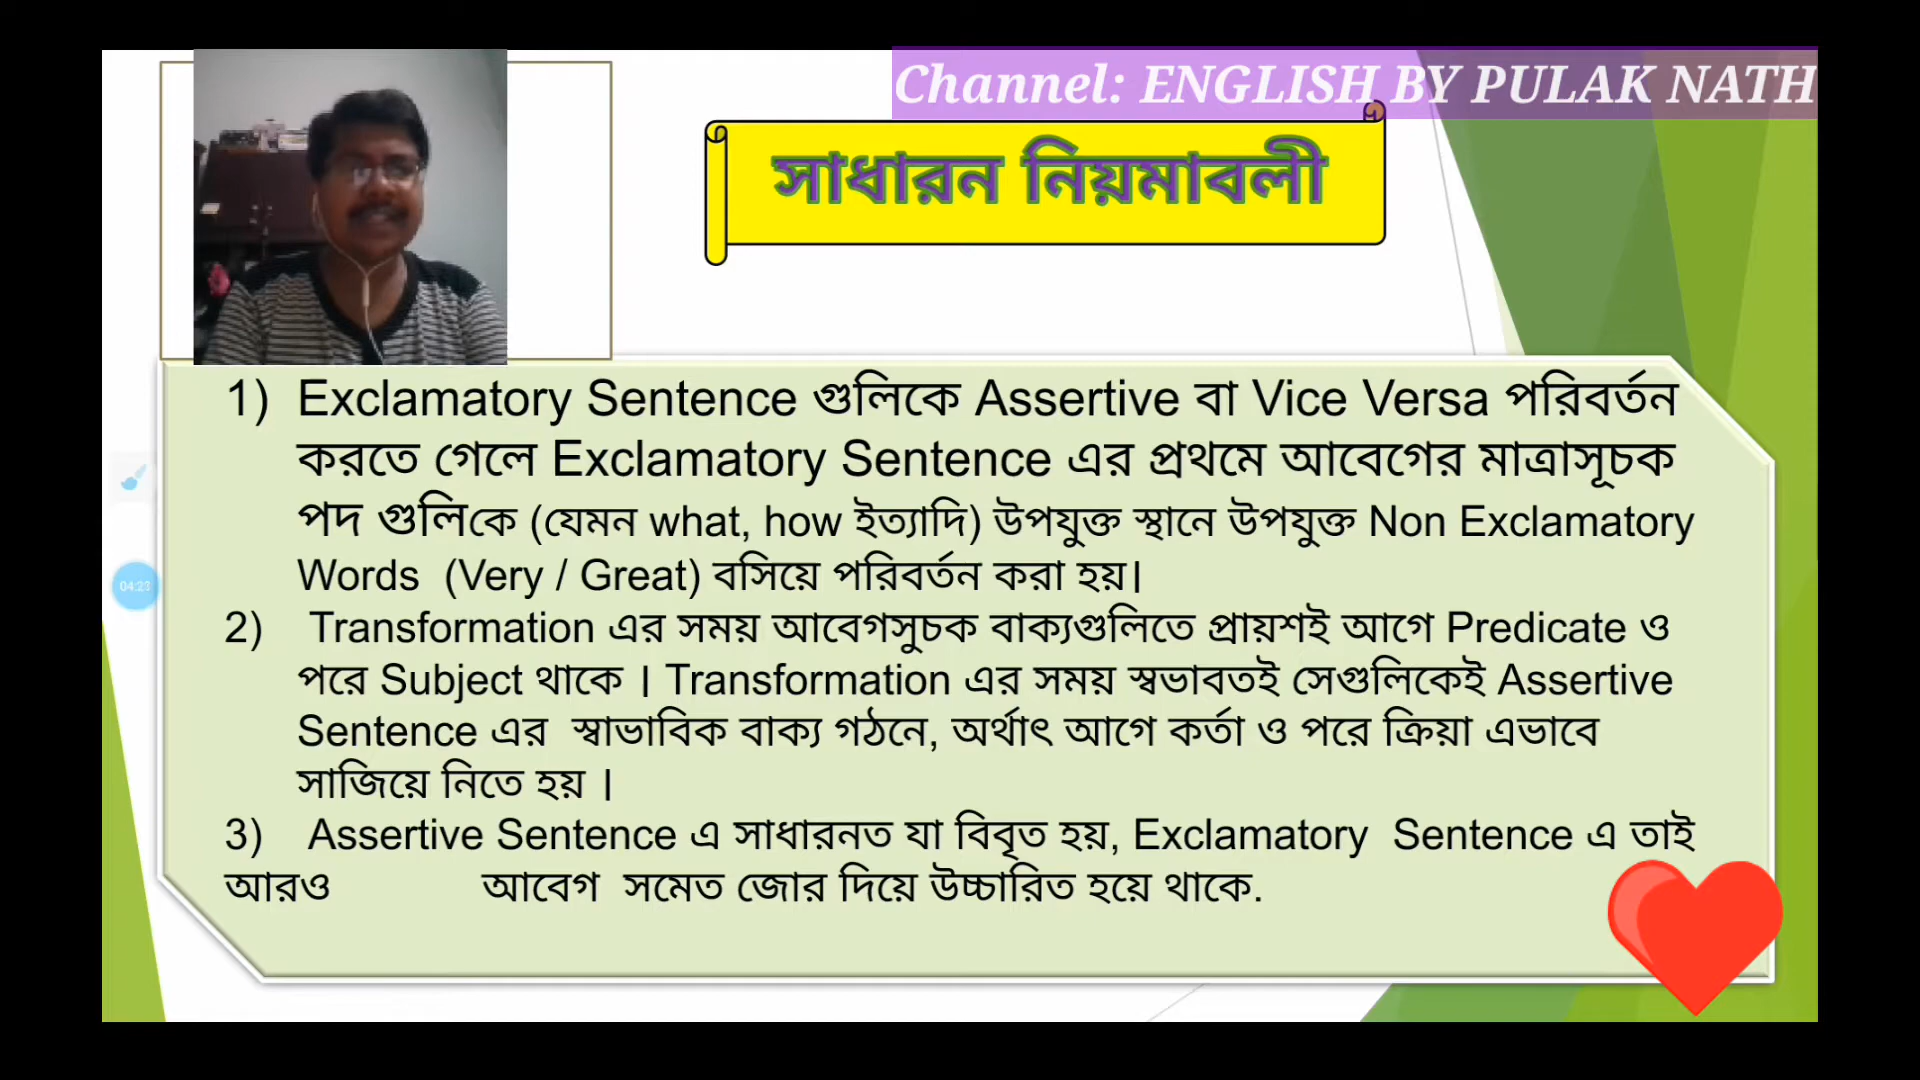 Channel: ENGLISH BY PULAK NATH
সাধারন নিয়মাবলী
1) Exclamatory Sentence গুলিকে Assertive বা Vice Versa পরিবর্তন
করতে গেলে Exclamatory Sentence এর প্রথমে আবেগের মাত্রাসূচক
পদ গুলিকে (যেমন what, how ইত্যাদি) উপযুক্ত স্থানে উপযুক্ত Non Exclamatory
Words (Very / Great) বসিয়ে পরিবর্তন করা হয়।
2) Transformation এর সময় আবেগসুচক বাক্যগুলিতে প্রায়শই আগে Predicate ও
পরে Subject থাকে । Transformation এর সময় স্বভাবতই সেগুলিকেই Assertive
Sentence এর স্বাভাবিক বাক্য গঠনে, অর্থাৎ আগে কর্তা ও পরে ক্রিয়া এভাবে
সাজিয়ে নিতে হয় ।
3) Assertive Sentence এ সাধারনত যা বিবৃত হয়, Exclamatory Sentence এ তাই
আরও আবেগ সমেত জোর দিয়ে উচ্চারিত হয়ে থাকে.
04:23